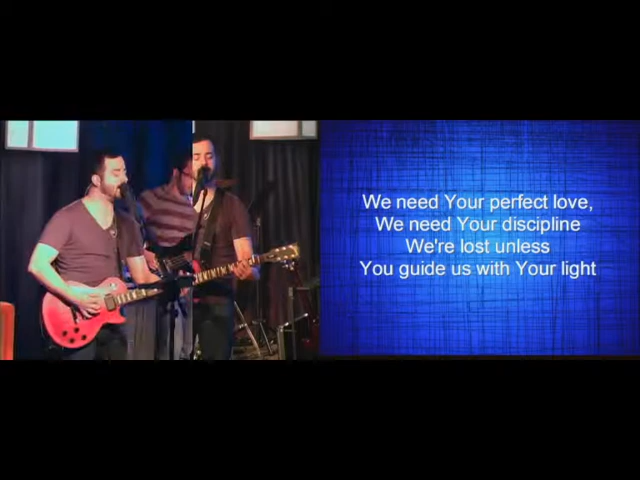 We need Your perfect love,
We need Your discipline
We're lost unless
You guide us with Your light